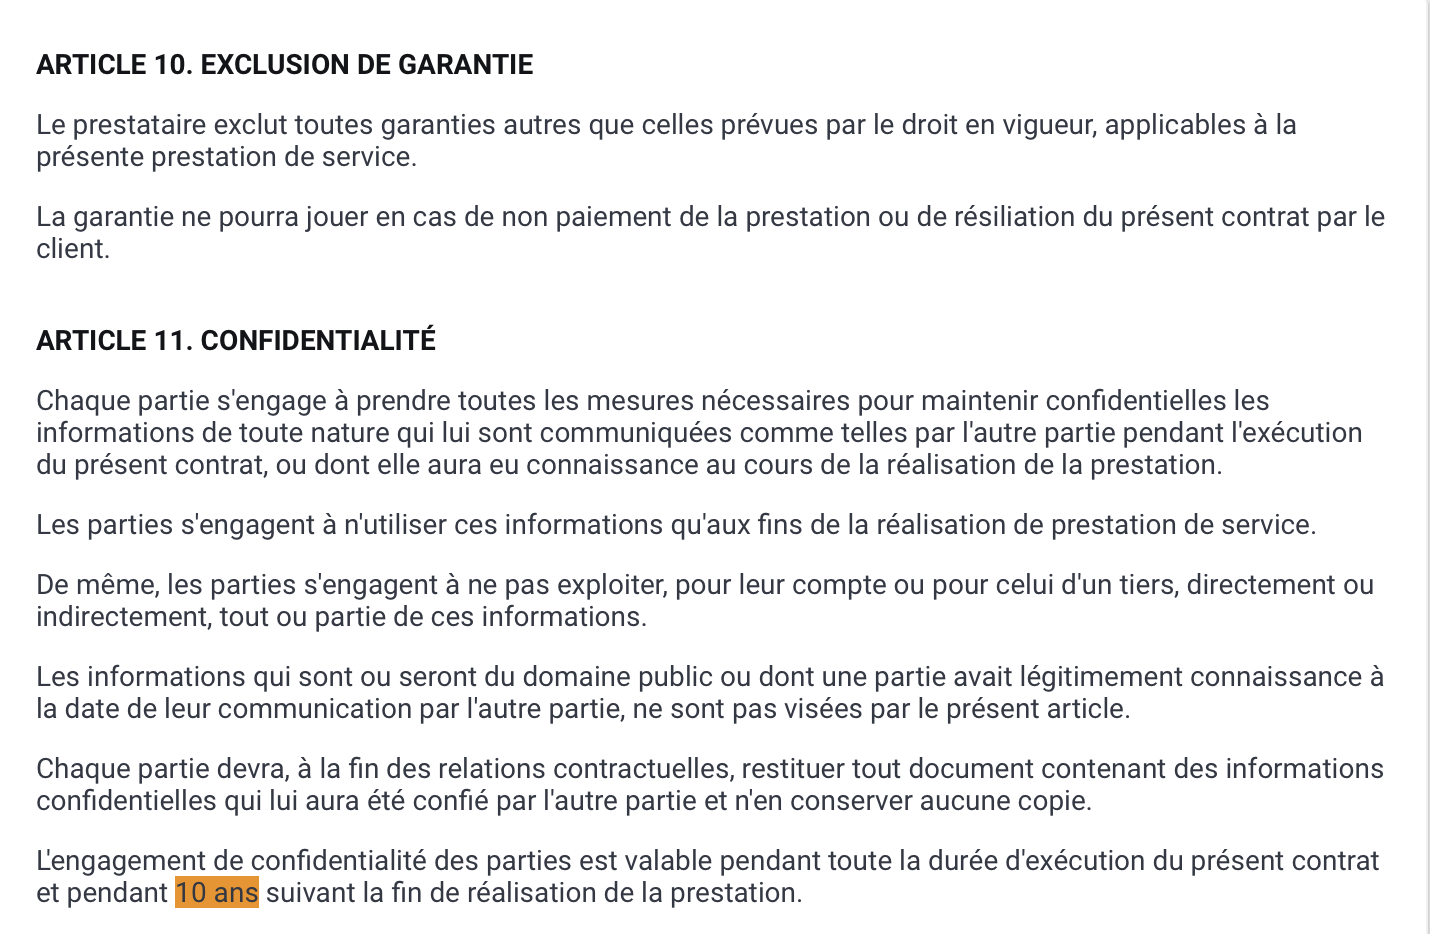 ARTICLE 10. EXCLUSION DE GARANTIE
Le prestataire exclut toutes garanties autres que celles prévues par le droit en vigueur, applicables à la
présente prestation de service.
La garantie ne pourra jouer en cas de non paiement de la prestation ou de résiliation du présent contrat par le
client.
ARTICLE 11. CONFIDENTIALITÉ
Chaque partie s'engage à prendre toutes les mesures nécessaires pour maintenir confidentielles les
informations de toute nature qui lui sont communiquées comme telles par l'autre partie pendant l'exécution
du présent contrat, ou dont elle aura eu connaissance au cours de la réalisation de la prestation.
Les parties s'engagent à n'utiliser ces informations qu'aux fins de la réalisation de prestation de service.
De même, les parties s'engagent à ne pas exploiter, pour leur compte ou pour celui d'un tiers, directement ou
indirectement, tout ou partie de ces informations.
Les informations qui sont ou seront du domaine public ou dont une partie avait légitimement connaissance à
la date de leur communication par l'autre partie, ne sont pas visées par le présent article.
Chaque partie devra, à la fin des relations contractuelles, restituer tout document contenant des informations
confidentielles qui lui aura été confié par l'autre partie et n'en conserver aucune copie.
L'engagement de confidentialité des parties est valable pendant toute la durée d'exécution du présent contrat
et pendant 10 ans suivant la fin de réalisation de la prestation.